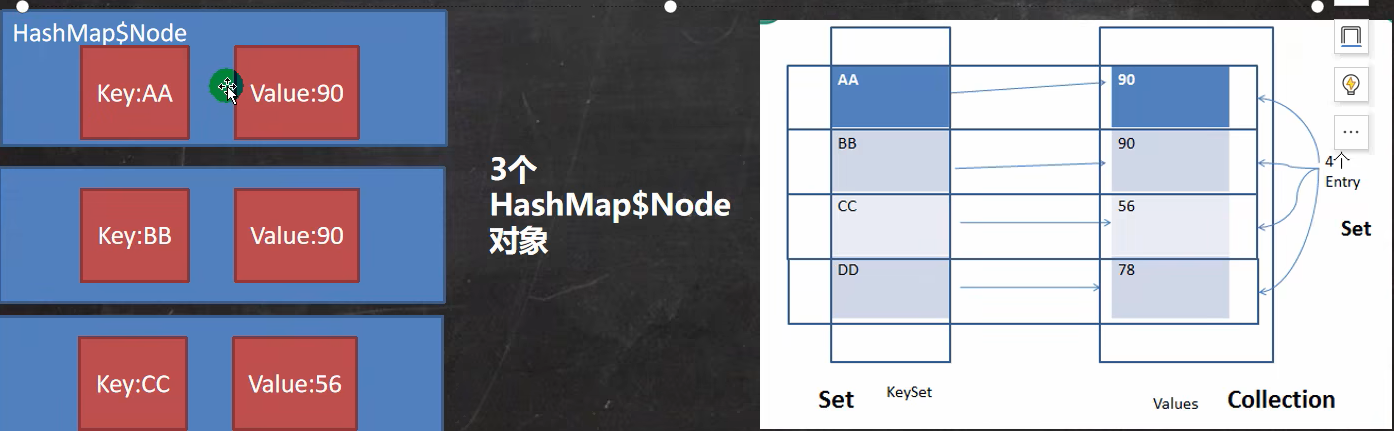 HashMap$Node
Key:AA
Value:90
Key:BB
Value:90
Key:CC
Value:56
3个
HashMap$Node
对象
AA
90
BB
90
CC
56
DD
78
4个
Entry
Set
Set
KeySet
Values
Collection